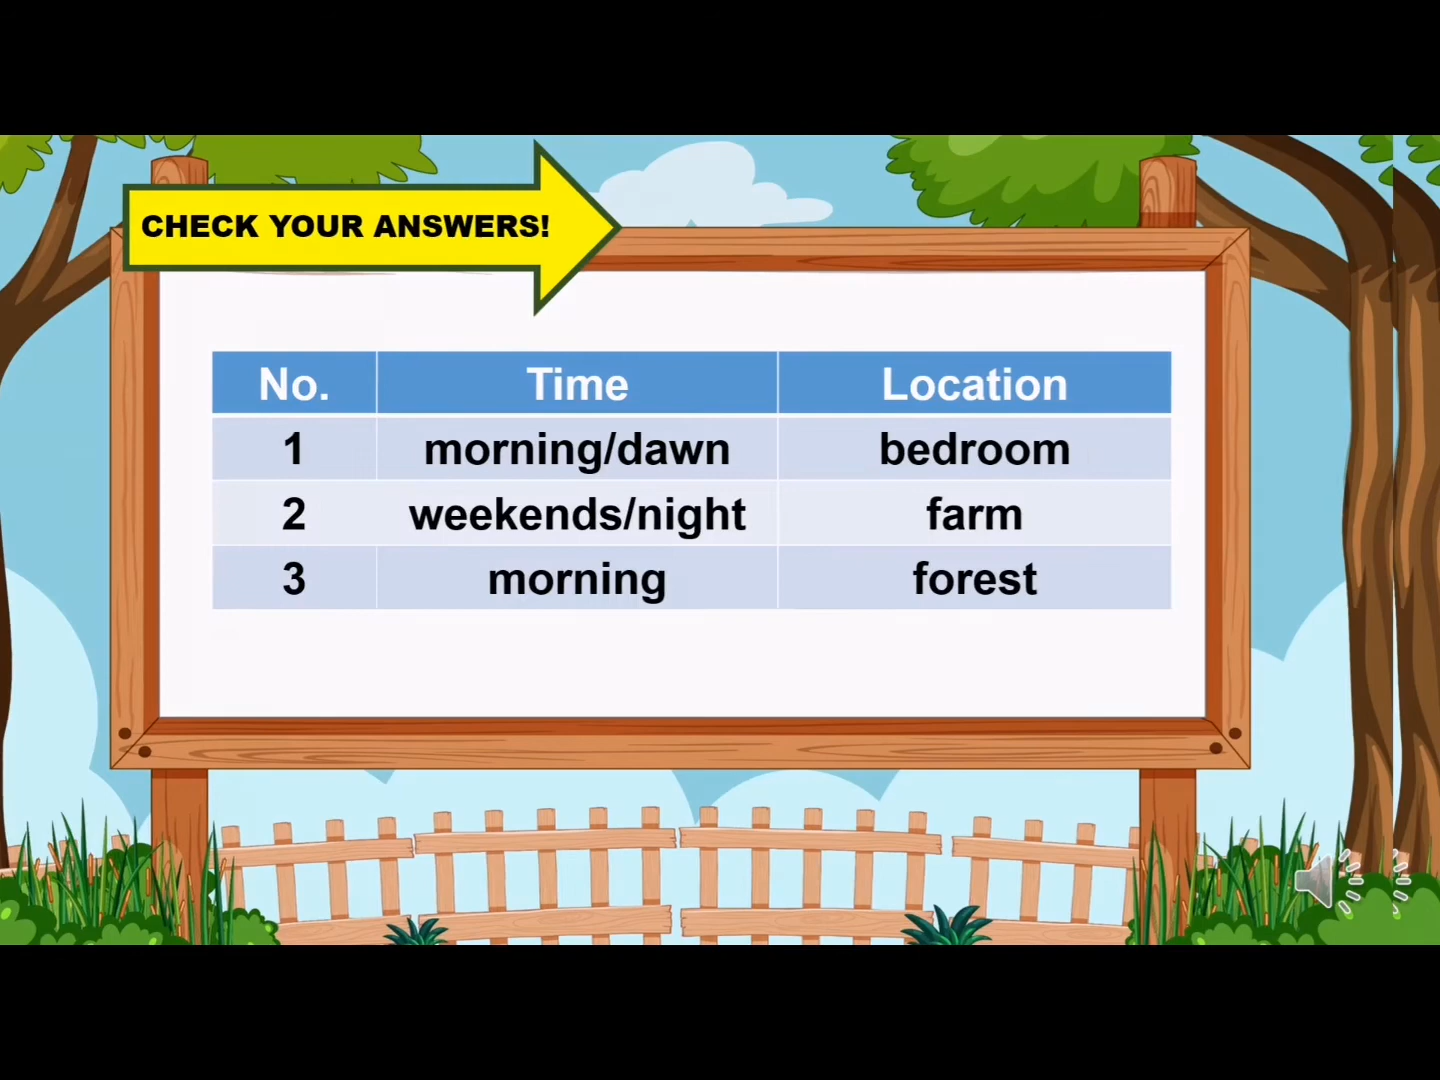 CHECK YOUR ANSWERS!
No. Time Location
1 morning/dawn bedroom
2 weekends/night farm
3 morning forest